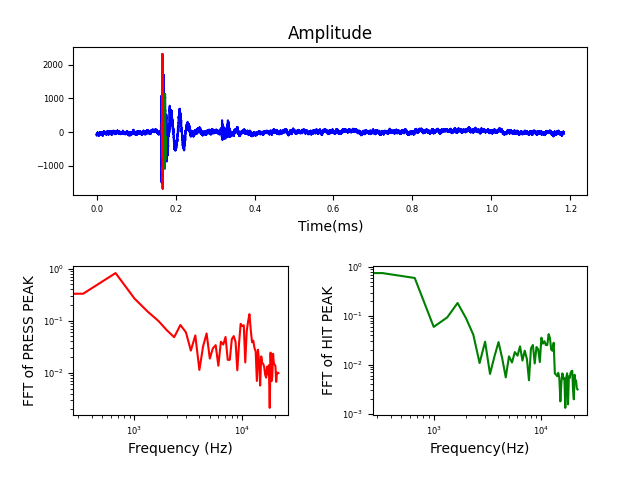 Amplitude
2000
1000
0
−1000
0.0 0.2 0.4 0.6 0.8 1.0 1.2
Time(ms)
FFT of PRESS PEAK
10^0
10^-1
10^-2
10^3 10^4
Frequency (Hz)
FFT of HIT PEAK
10^0
10^-1
10^-2
10^-3
10^3 10^4
Frequency(Hz)